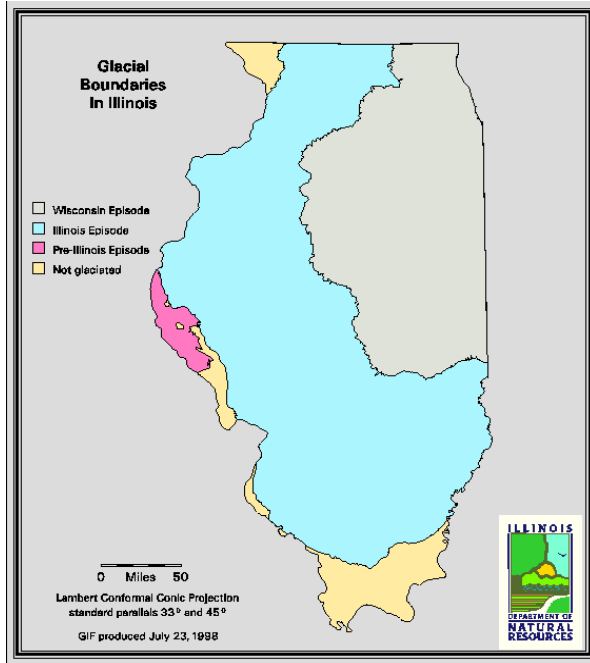 Glacial
Boundaries
In Illinois
Wisconsin Episode
Illinois Episode
Pre-Illinois Episode
Not glaciated
0 Miles 50
Lambert Conformal Conic Projection
standard parallels 33° and 45°
GIF produced July 23, 1998
ILLINOIS
DEPARTMENT OF
NATURAL
RESOURCES